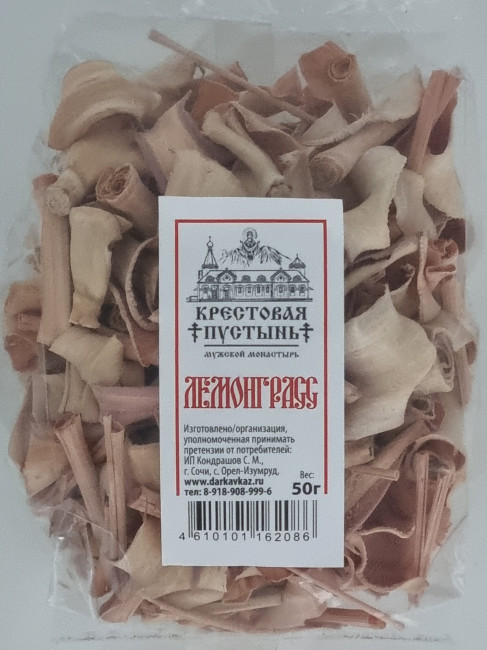 КРЕСТОВАЯ
ПУСТЫНЬ
МУЖСКОЙ МОНАСТЫРЬ
ЛЕМОНГРАСС
Изготовлено/организация,
уполномоченная принимать
претензии от потребителей:
ИП Кондрашов С. М.,
г. Сочи, с. Орел-Изумруд,
www.darkavkaz.ru
тел: 8-918-908-999-6
Вес:
50г
4 610101 162086